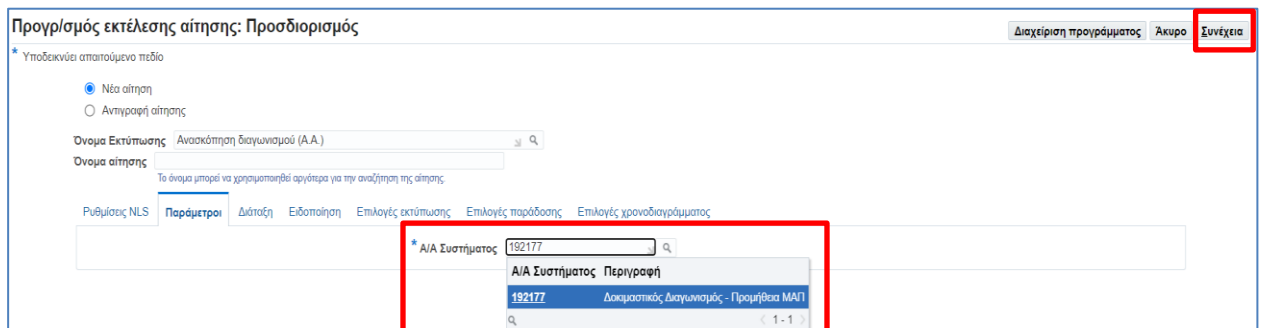 Προγρ/σμός εκτέλεσης αίτησης: Προσδιορισμός
Διαχείριση προγράμματος Άκυρο Συνέχεια
* Υποδεικνύει απαιτούμενο πεδίο
Νέα αίτηση
Αντιγραφή αίτησης
Όνομα Εκτύπωσης Ανασκόπηση διαγωνισμού (Α.Α.)
Όνομα αίτησης
Το όνομα μπορεί να χρησιμοποιηθεί αργότερα για την αναζήτηση της αίτησης.
Ρυθμίσεις NLS Παράμετροι Διάταξη Ειδοποίηση Επιλογές εκτύπωσης Επιλογές παράδοσης Επιλογές χρονοδιαγράμματος
* Α/Α Συστήματος 192177
Α/Α Συστήματος Περιγραφή
192177 Δοκιμαστικός Διαγωνισμός - Προμήθεια ΜΑΠ
1 - 1